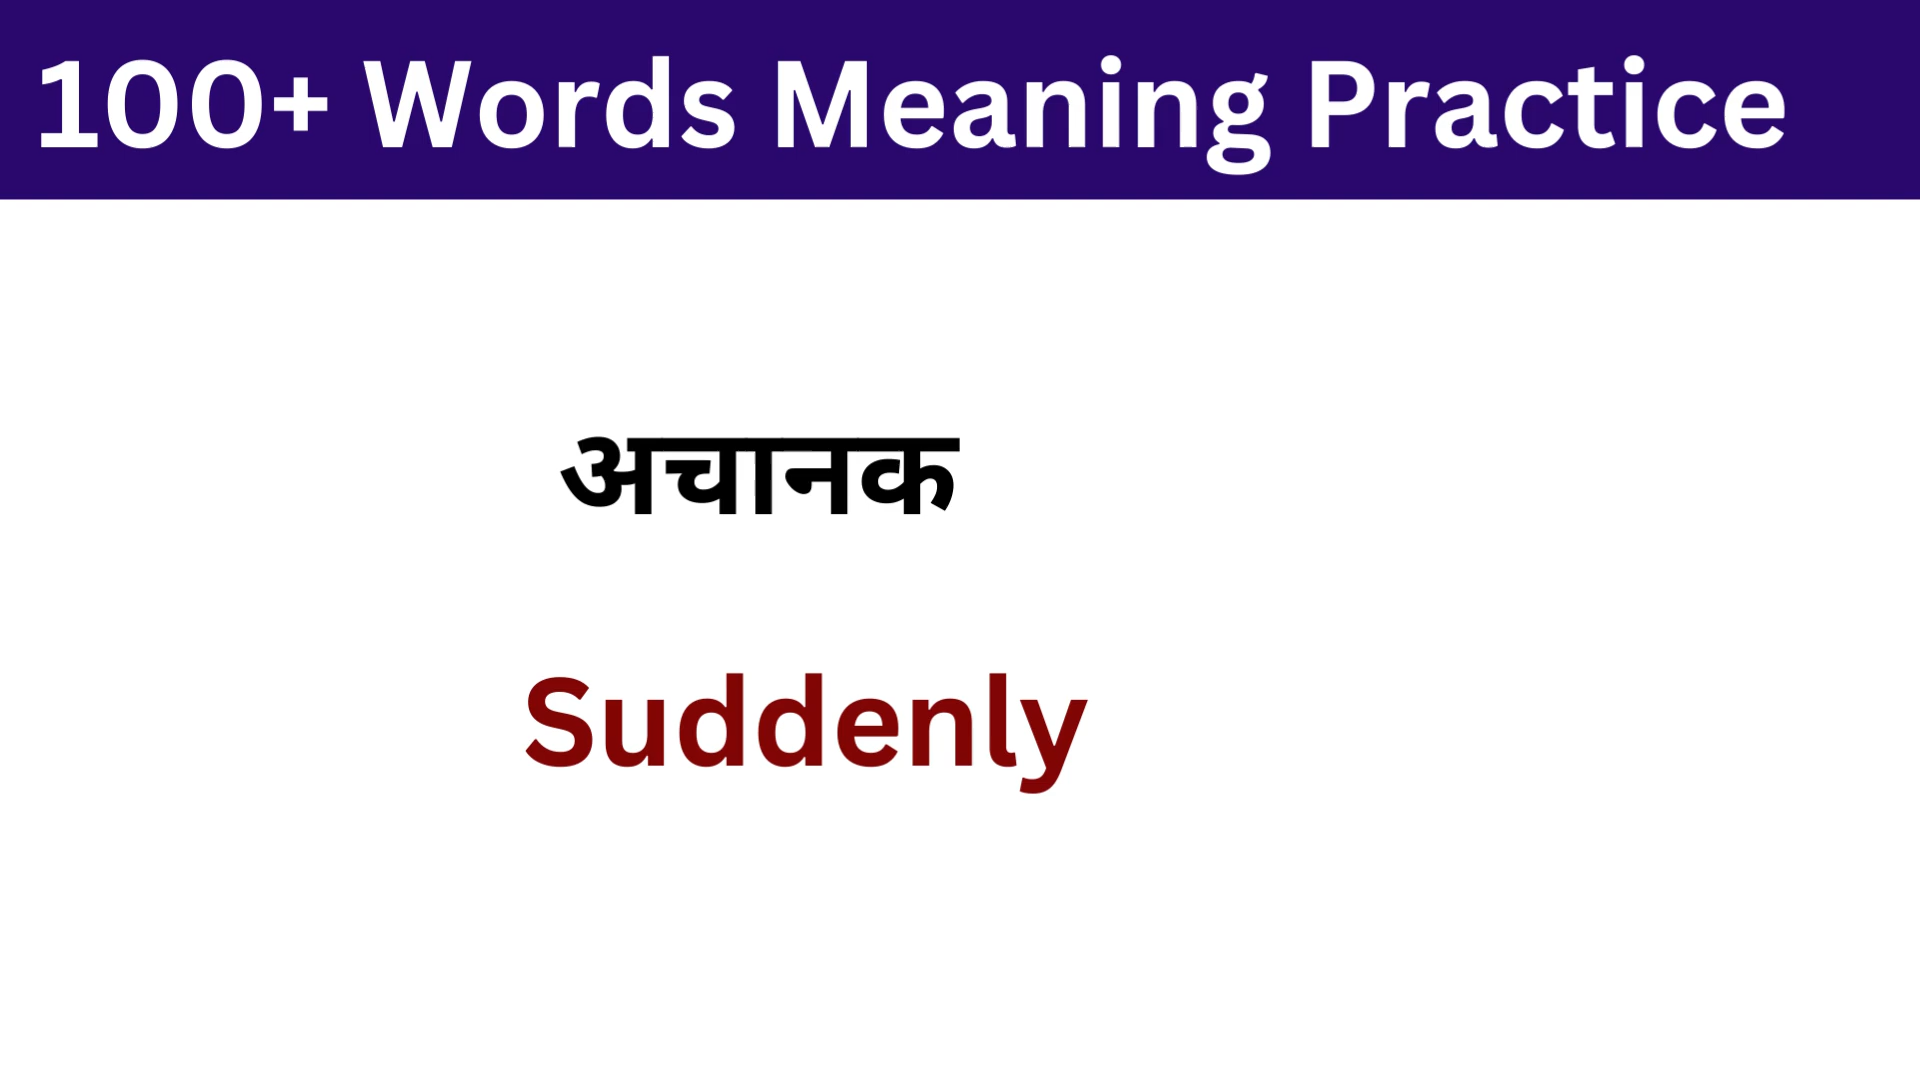 100+ Words Meaning Practice
अचानक
Suddenly